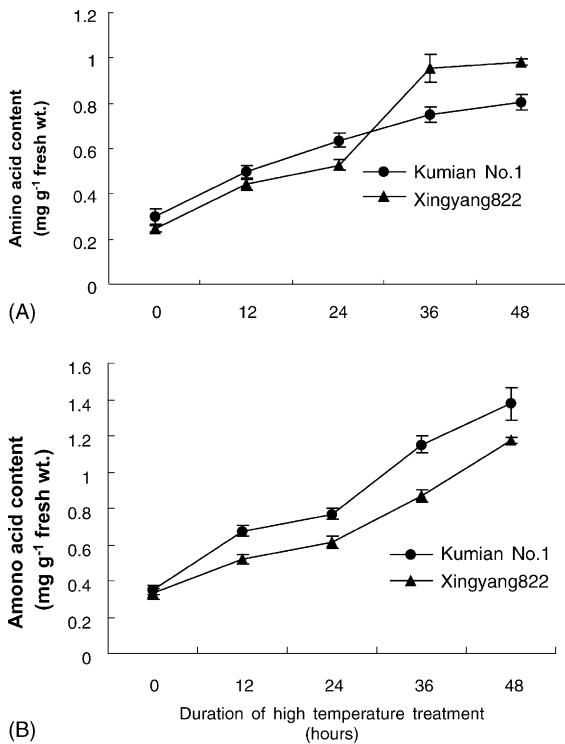 1.2
1
0.8
0.6
0.4
0.2
0
Amino acid content
(mg g-1 fresh wt.)
Kumian No.1
Xingyang822
0 12 24 36 48
(A)
1.6
1.4
1.2
1
0.8
0.6
0.4
0.2
0
Amono acid content
(mg g-1 fresh wt.)
Kumian No.1
Xingyang822
0 12 24 36 48
Duration of high temperature treatment
(hours)
(B)